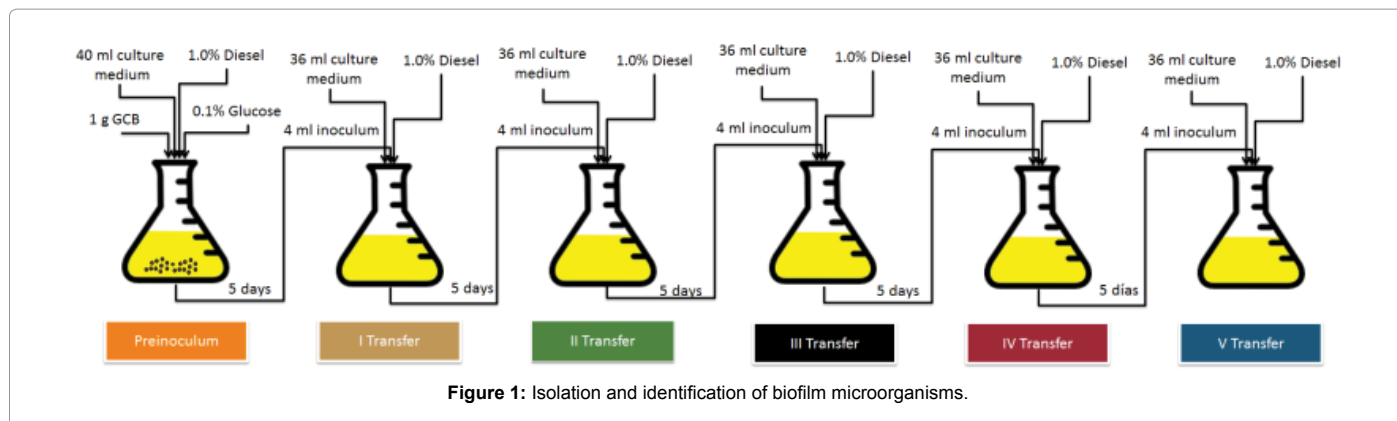 40 ml culture
medium
1.0% Diesel
1 g GCB
0.1% Glucose
36 ml culture
medium
1.0% Diesel
4 ml inoculum
36 ml culture
medium
1.0% Diesel
4 ml inoculum
36 ml culture
medium
1.0% Diesel
4 ml inoculum
36 ml culture
medium
1.0% Diesel
4 ml inoculum
36 ml culture
medium
1.0% Diesel
4 ml inoculum
5 days
5 days
5 days
5 days
5 días
Preinoculum
I Transfer
II Transfer
III Transfer
IV Transfer
V Transfer
Figure 1: Isolation and identification of biofilm microorganisms.